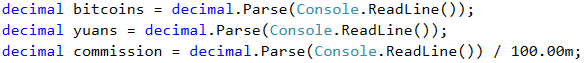 decimal bitcoins = decimal.Parse(Console.ReadLine());
decimal yuans = decimal.Parse(Console.ReadLine());
decimal commission = decimal.Parse(Console.ReadLine()) / 100.00m;